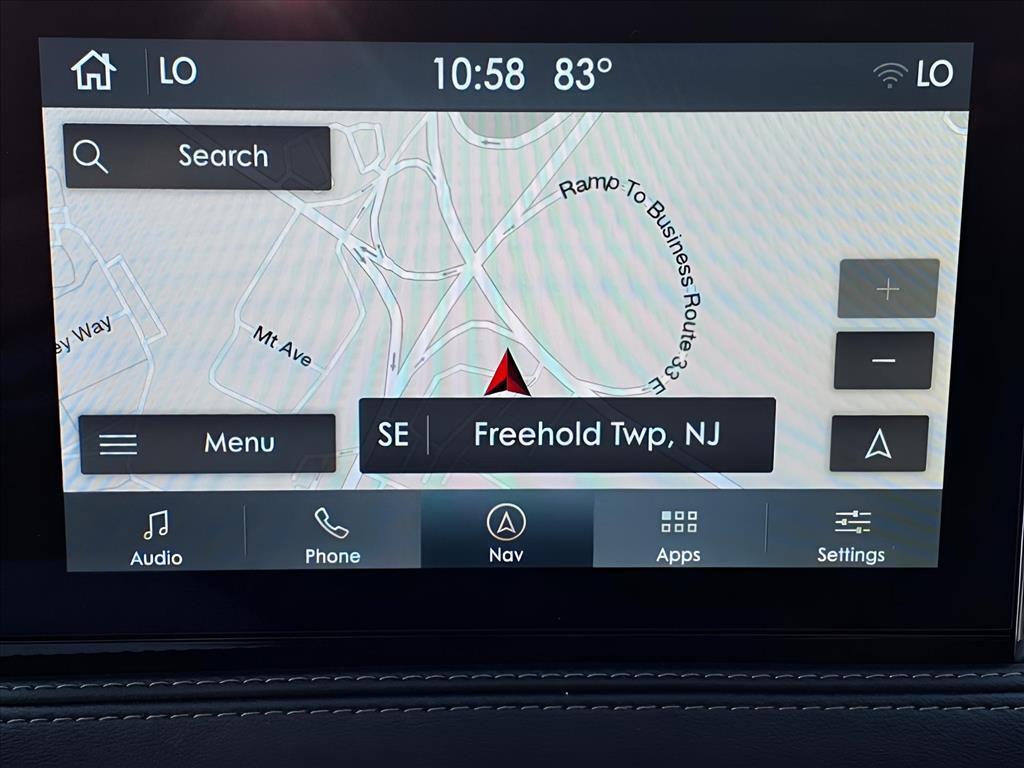 LO
10:58 83°
LO
Search
Ramp To Business Route 33 E
ey Way
Mt Ave
+
−
Menu
SE
Freehold Twp, NJ
Audio
Phone
Nav
Apps
Settings